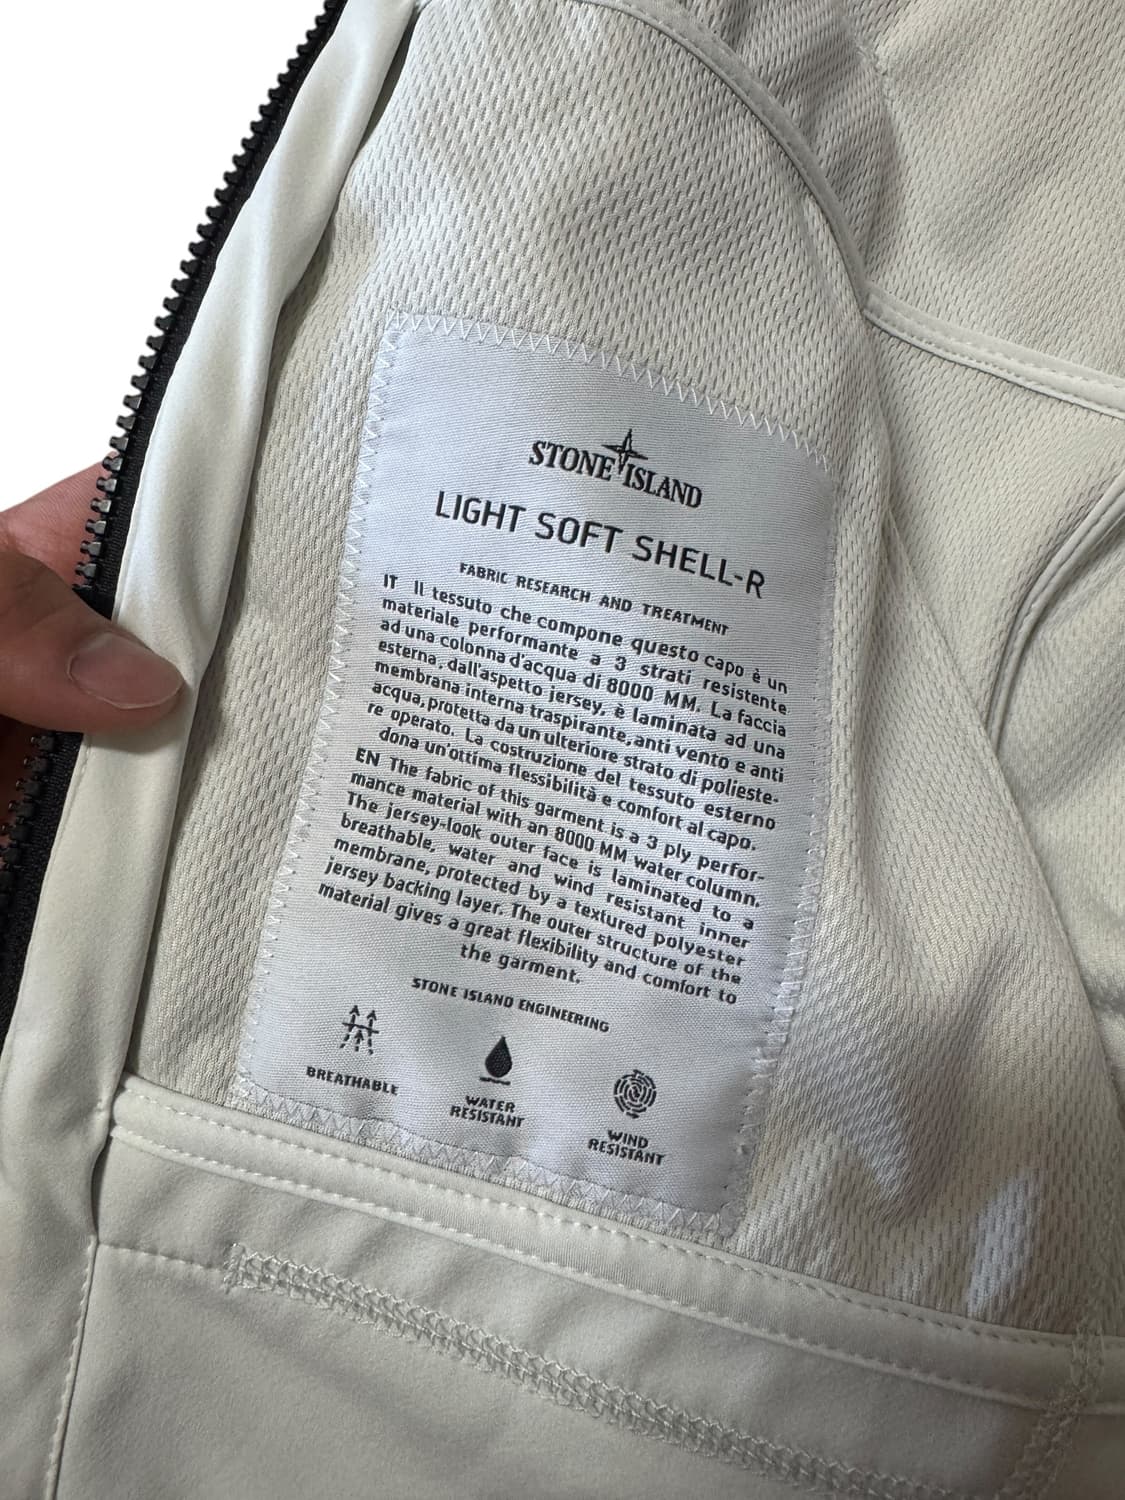 STONE ISLAND
LIGHT SOFT SHELL-R
FABRIC RESEARCH AND TREATMENT
IT Il tessuto che compone questo capo è un
materiale performante a 3 strati resistente
ad una colonna d'acqua di 8000 MM. La faccia
esterna, dall'aspetto jersey, è laminata ad una
membrana interna traspirante, anti vento e anti
acqua, protetta da un ulteriore strato di polieste-
re operato. La costruzione del tessuto esterno
dona un'ottima flessibilità e comfort al capo.
EN The fabric of this garment is a 3 ply perfor-
mance material with an 8000 MM water column.
The jersey-look outer face is laminated to a
breathable, water and wind resistant inner
membrane, protected by a textured polyester
jersey backing layer. The outer structure of the
material gives a great flexibility and comfort to
the garment.
STONE ISLAND ENGINEERING
BREATHABLE
WATER
RESISTANT
WIND
RESISTANT